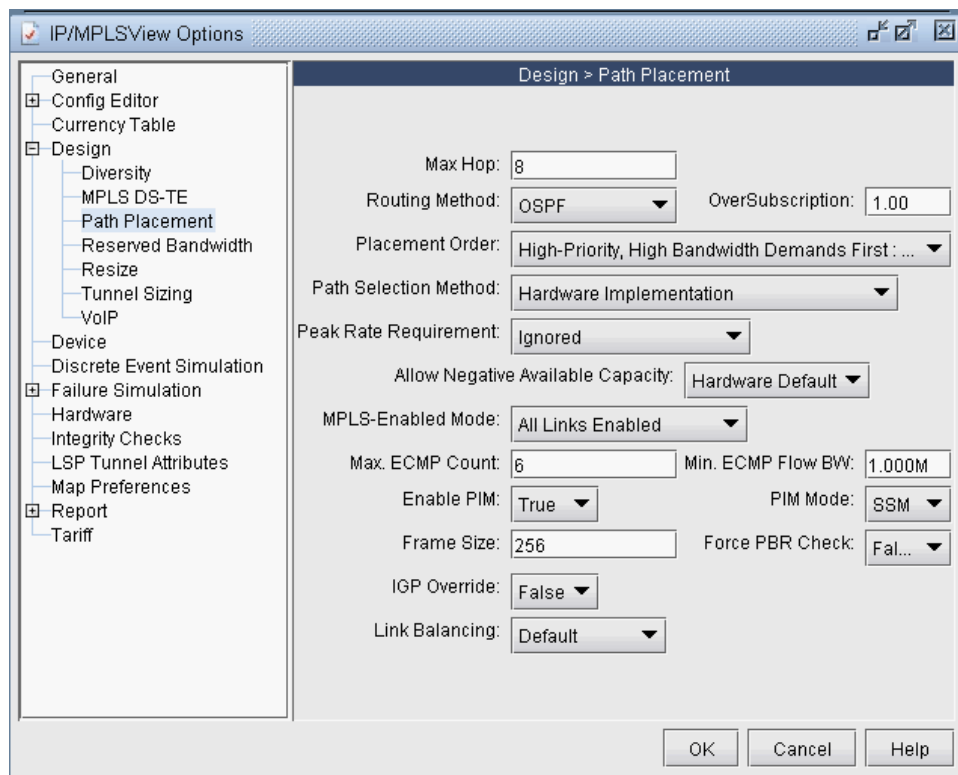 IP/MPLSView Options
General
Config Editor
Currency Table
Design
Diversity
MPLS DS-TE
Path Placement
Reserved Bandwidth
Resize
Tunnel Sizing
VoIP
Device
Discrete Event Simulation
Failure Simulation
Hardware
Integrity Checks
LSP Tunnel Attributes
Map Preferences
Report
Tariff
Design > Path Placement
Max Hop: 8
Routing Method: OSPF OverSubscription: 1.00
Placement Order: High-Priority, High Bandwidth Demands First : ...
Path Selection Method: Hardware Implementation
Peak Rate Requirement: Ignored
Allow Negative Available Capacity: Hardware Default
MPLS-Enabled Mode: All Links Enabled
Max. ECMP Count: 6 Min. ECMP Flow BW: 1.000M
Enable PIM: True PIM Mode: SSM
Frame Size: 256 Force PBR Check: Fal...
IGP Override: False
Link Balancing: Default
OK Cancel Help